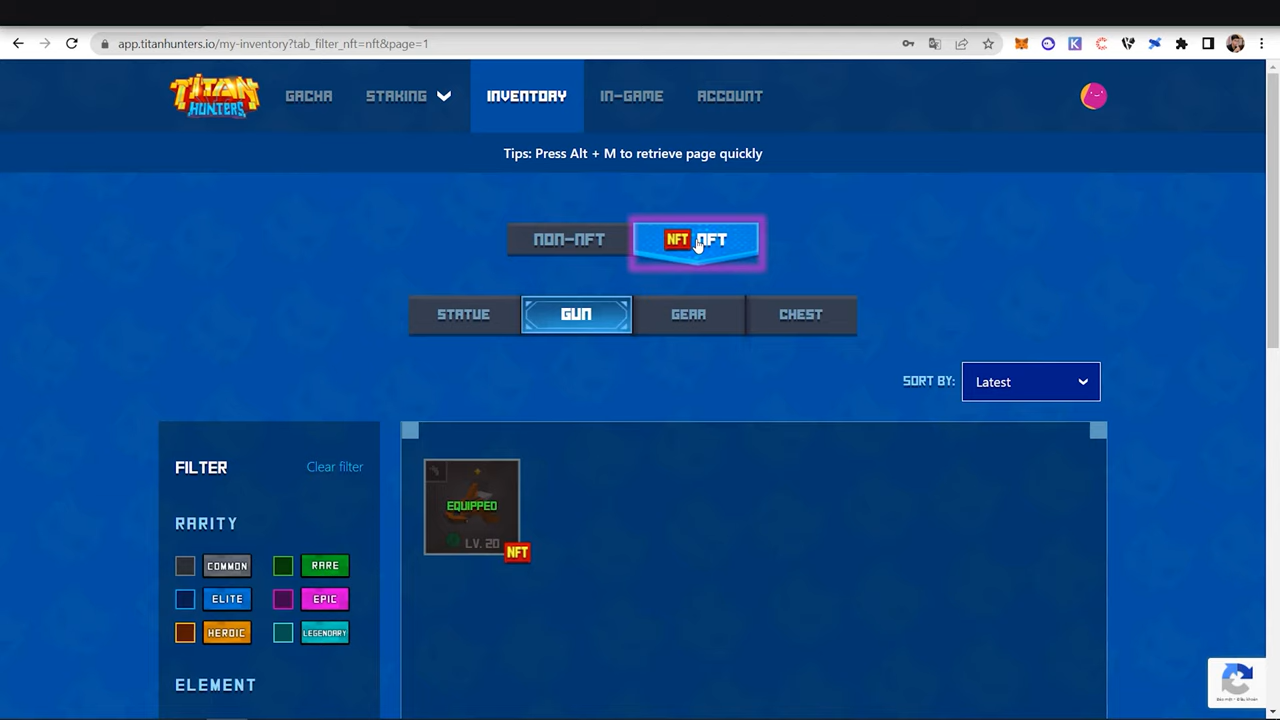 app.titanhunters.io/my-inventory?tab_filter_nft=nft&page=1
TITAN
HUNTERS
GACHA
STAKING
INVENTORY
IN-GAME
ACCOUNT
Tips: Press Alt + M to retrieve page quickly
NON-NFT
NFT NFT
STATUE
GUN
GEAR
CHEST
SORT BY:
Latest
FILTER
Clear filter
RARITY
COMMON
RARE
ELITE
EPIC
HEROIC
LEGENDARY
ELEMENT
EQUIPPED
LV. 20
NFT